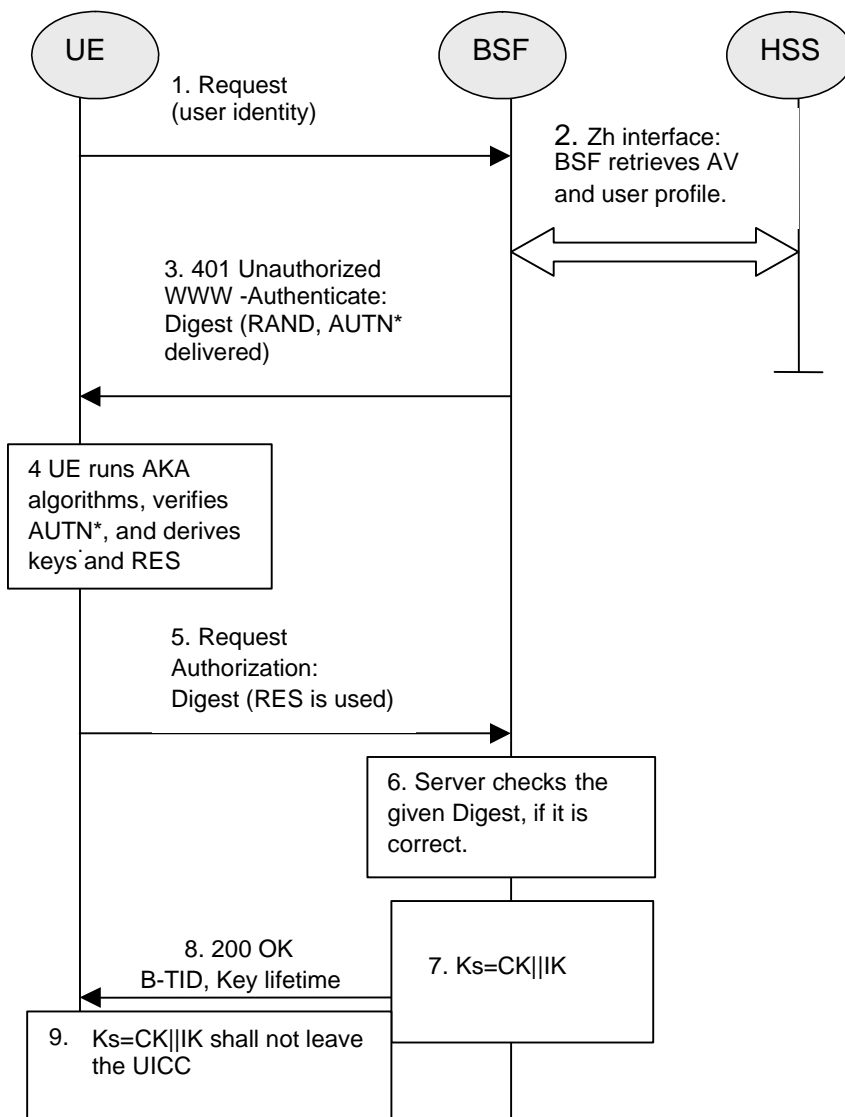 UE
BSF
HSS
1. Request
(user identity)
2. Zh interface:
BSF retrieves AV
and user profile.
3. 401 Unauthorized
WWW -Authenticate:
Digest (RAND, AUTN*
delivered)
4 UE runs AKA
algorithms, verifies
AUTN*, and derives
keys and RES
5. Request
Authorization:
Digest (RES is used)
6. Server checks the
given Digest, if it is
correct.
7. Ks=CK||IK
8. 200 OK
B-TID, Key lifetime
9. Ks=CK||IK shall not leave
the UICC